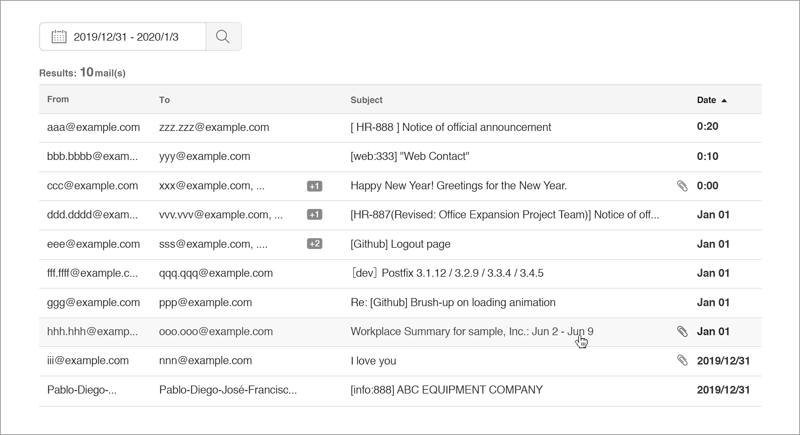 2019/12/31 - 2020/1/3
Results: 10mail(s)
From To Subject Date ▲
aaa@example.com zzz.zzz@example.com [ HR-888 ] Notice of official announcement 0:20
bbb.bbbb@exam... yyy@example.com [web:333] "Web Contact" 0:10
ccc@example.com xxx@example.com, ... +1 Happy New Year! Greetings for the New Year. 0:00
ddd.dddd@exam... vvv.vvv@example.com, ... +1 [HR-887(Revised: Office Expansion Project Team)] Notice of off... Jan 01
eee@example.com sss@example.com, .... +2 [Github] Logout page Jan 01
fff.ffff@example.c... qqq.qqq@example.com ［dev］Postfix 3.1.12 / 3.2.9 / 3.3.4 / 3.4.5 Jan 01
ggg@example.com ppp@example.com Re: [Github] Brush-up on loading animation Jan 01
hhh.hhh@examp... ooo.ooo@example.com Workplace Summary for sample, Inc.: Jun 2 - Jun 9 Jan 01
iii@example.com nnn@example.com I love you 2019/12/31
Pablo-Diego-... Pablo-Diego-José-Francisc... [info:888] ABC EQUIPMENT COMPANY 2019/12/31